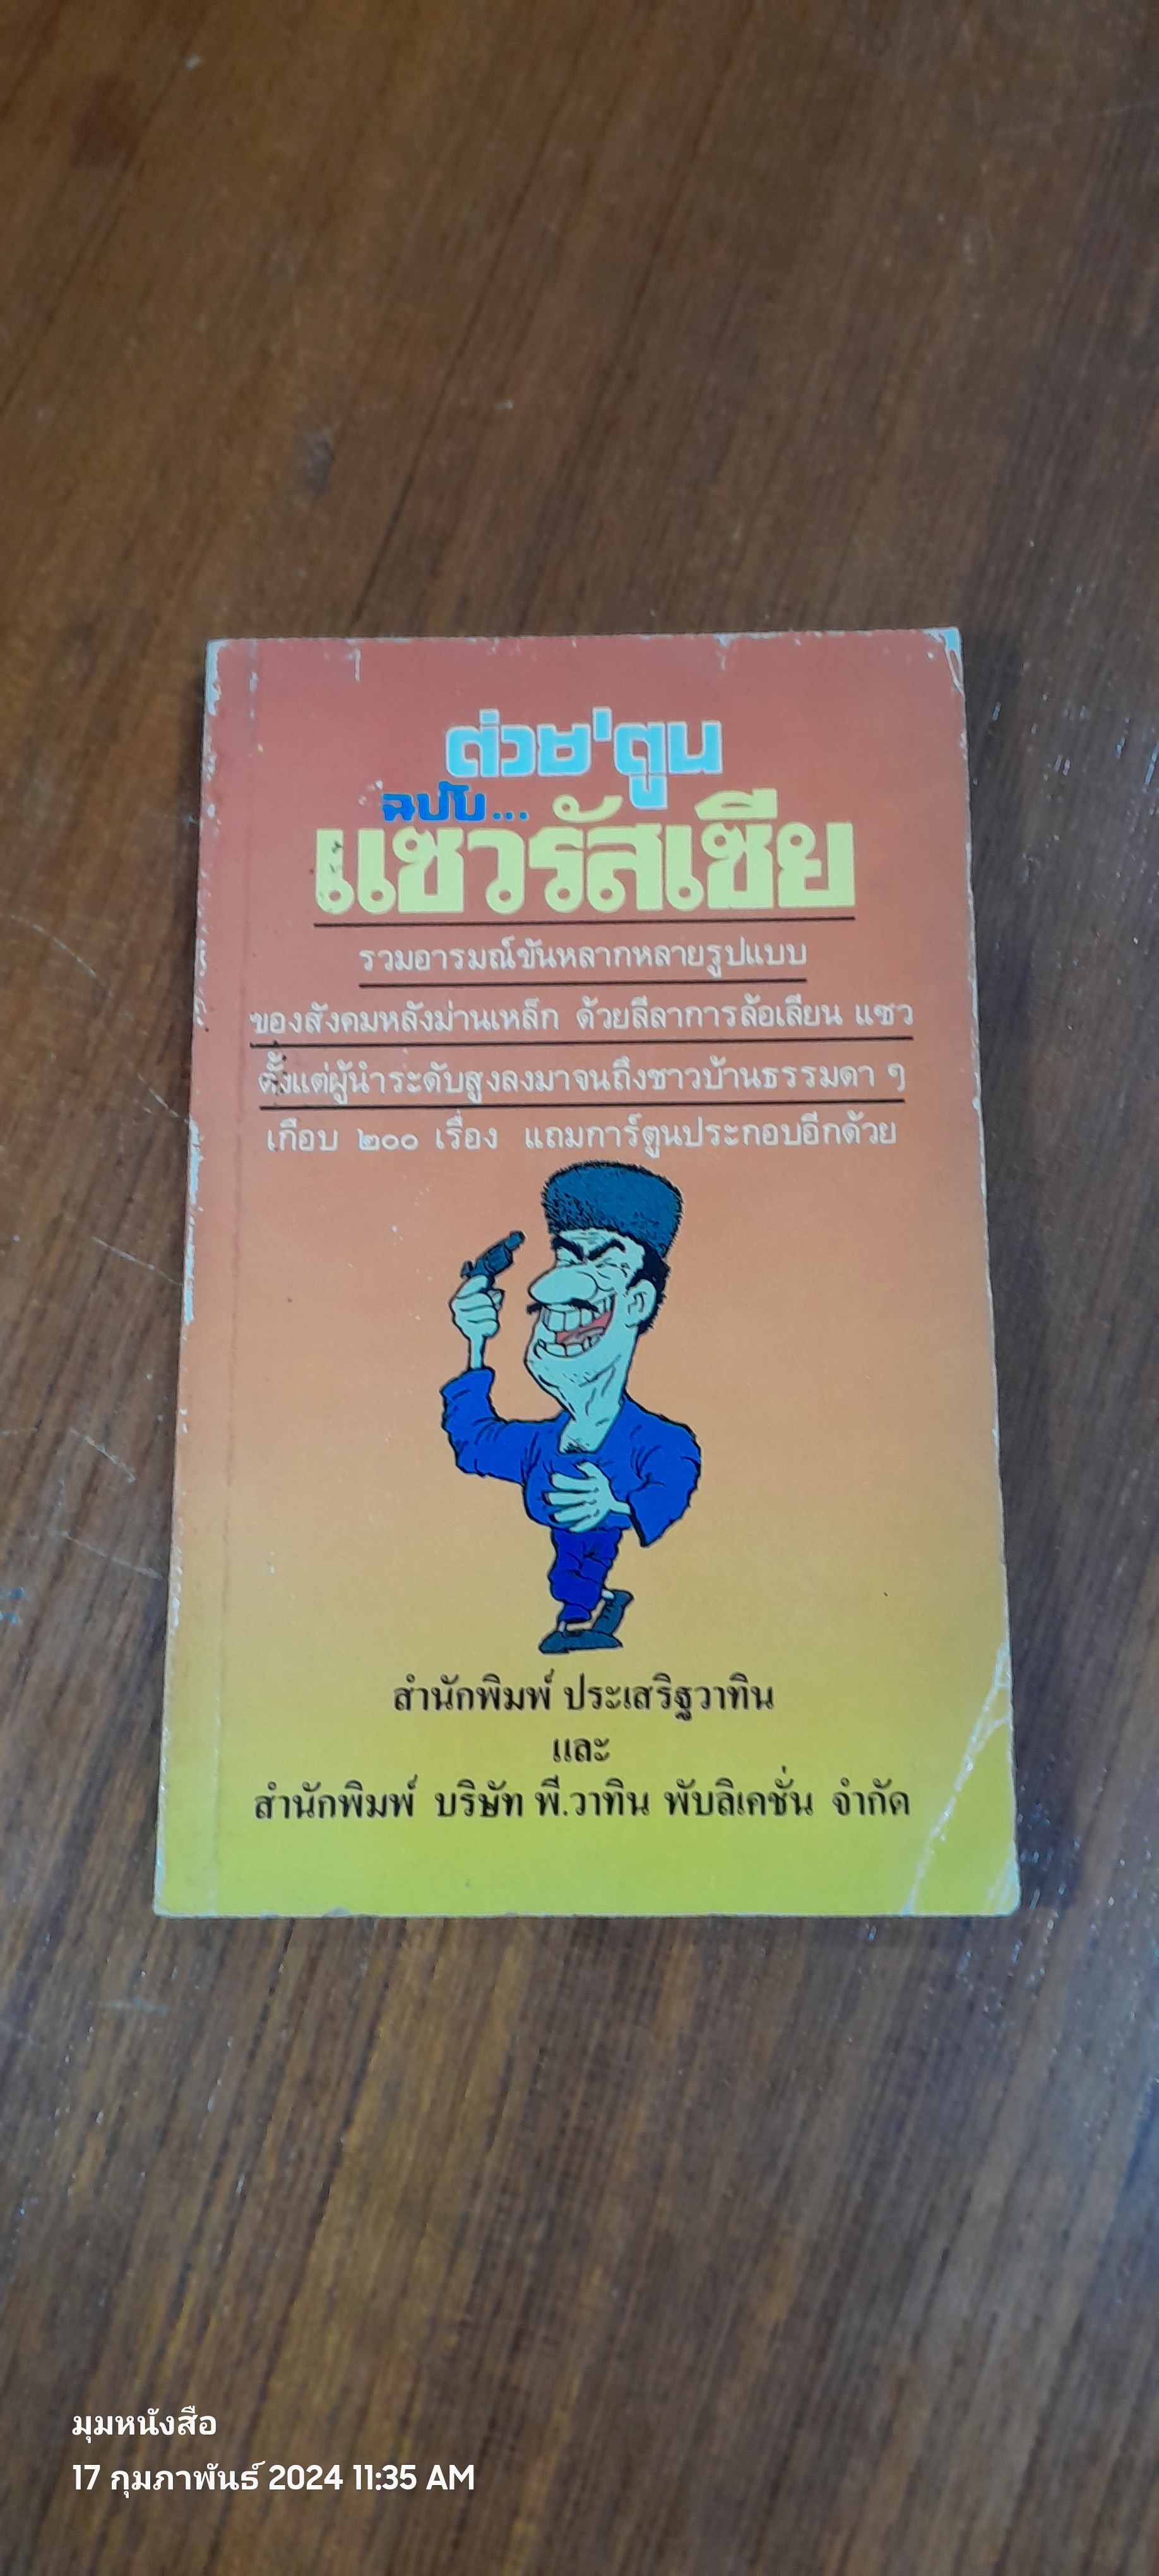 ต่วย'ตูน
ฉบับ...
แซวรัสเซีย
รวมอารมณ์ขันหลากหลายรูปแบบ
ของสังคมหลังม่านเหล็ก ด้วยลีลาการล้อเลียน แซว
ตั้งแต่ผู้นำระดับสูงลงมาจนถึงชาวบ้านธรรมดา ๆ
เกือบ ๒๐๐ เรื่อง แถมการ์ตูนประกอบอีกด้วย
สำนักพิมพ์ ประเสริฐวาทิน
และ
สำนักพิมพ์ บริษัท พี.วาทิน พับลิเคชั่น จำกัด
มุมหนังสือ
17 กุมภาพันธ์ 2024 11:35 AM